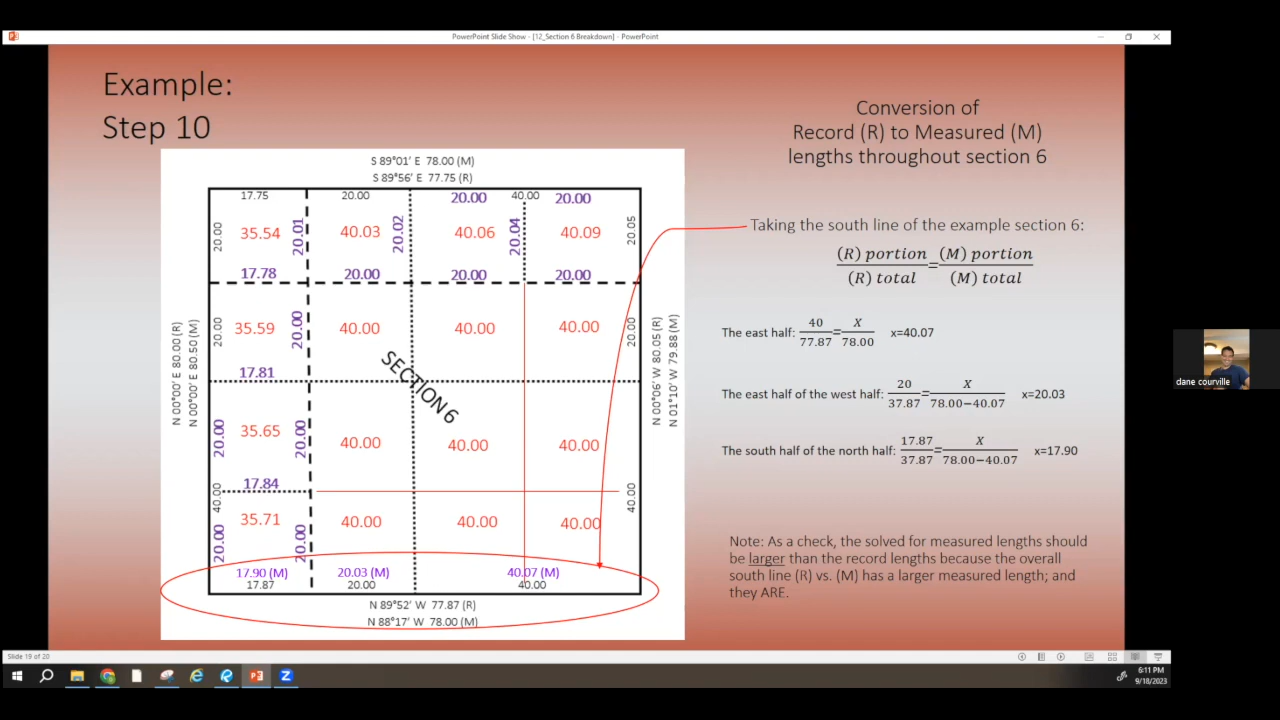 PowerPoint Slide Show - [12_Section 6 Breakdown] - PowerPoint
Example:
Step 10
S 89°01' E 78.00 (M)
S 89°56' E 77.75 (R)
17.75 20.00 20.00 40.00 20.00
20.00 35.54 20.01 40.03 20.02 40.06 20.04 40.09 20.05
17.78 20.00 20.00 20.00
20.00 35.59 20.00 40.00 40.00 40.00 20.00
N 00°00' E 80.00 (R)
N 00°00' E 80.50 (M)
N 00°06' W 80.05 (R)
N 01°10' W 79.88 (M)
17.81
SECTION 6
20.00 35.65 20.00 40.00 40.00 40.00
17.84
40.00 40.00
20.00 35.71 20.00 40.00 40.00 40.00
17.90 (M) 20.03 (M) 40.07 (M)
17.87 20.00 40.00
N 89°52' W 77.87 (R)
N 88°17' W 78.00 (M)
Conversion of
Record (R) to Measured (M)
lengths throughout section 6
Taking the south line of the example section 6:
(R) portion / (R) total = (M) portion / (M) total
The east half: 40/77.87 = X/78.00 x=40.07
The east half of the west half: 20/37.87 = X/78.00−40.07 x=20.03
The south half of the north half: 17.87/37.87 = X/78.00−40.07 x=17.90
Note: As a check, the solved for measured lengths should
be larger than the record lengths because the overall
south line (R) vs. (M) has a larger measured length; and
they ARE.
dane courville
Slide 19 of 20
6:11 PM
9/18/2023